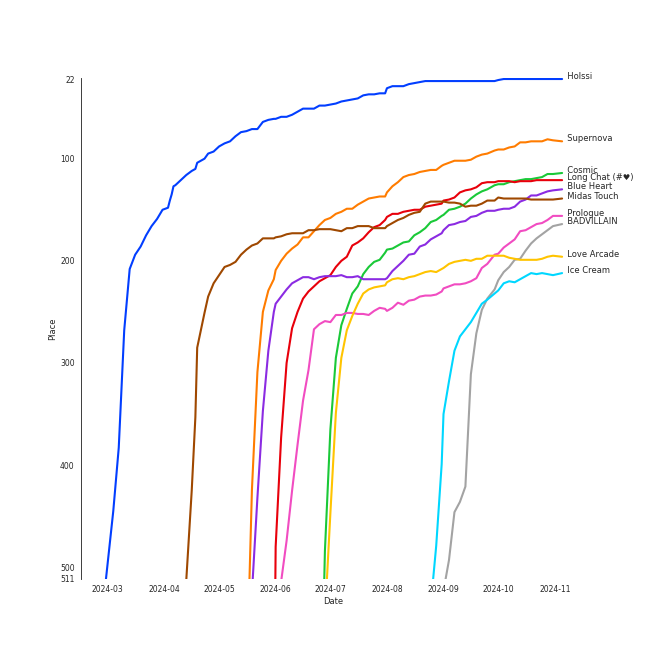 22
Holssi
Supernova
100
Cosmic
Long Chat (#♥)
Blue Heart
Midas Touch
Prologue
BADVILLAIN
200
Love Arcade
Ice Cream
Place
300
400
500
511
2024-03 2024-04 2024-05 2024-06 2024-07 2024-08 2024-09 2024-10 2024-11
Date